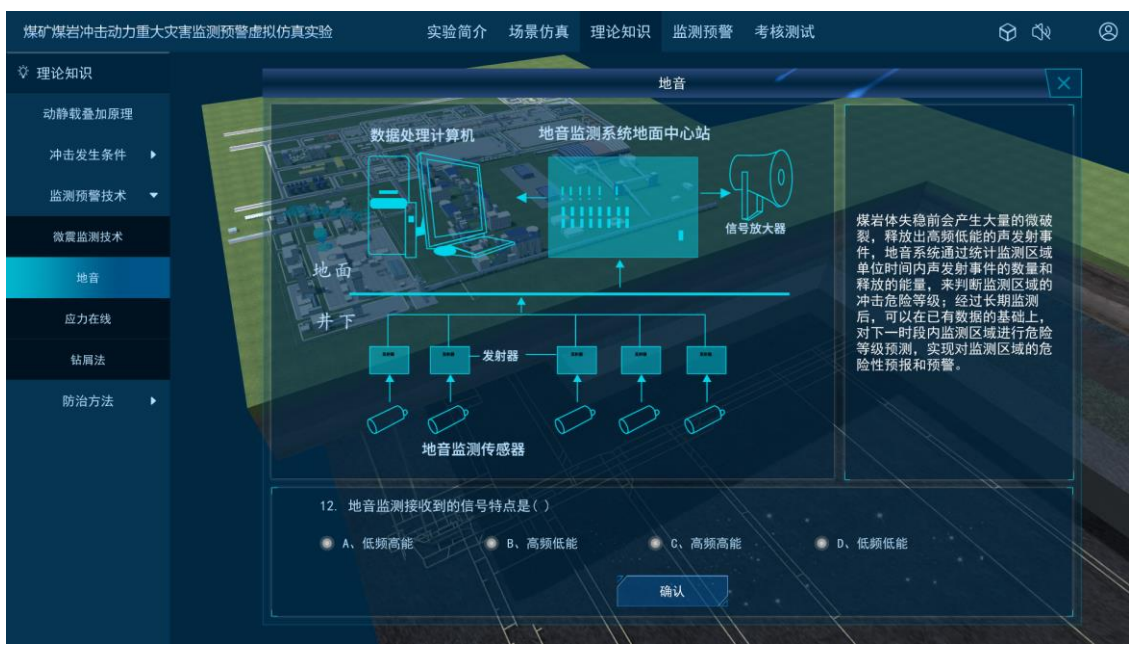 煤矿煤岩冲击动力重大灾害监测预警虚拟仿真实验
实验简介 场景仿真 理论知识 监测预警 考核测试
理论知识
动静载叠加原理
冲击发生条件
监测预警技术
微震监测技术
地音
应力在线
钻屑法
防治方法
地音
数据处理计算机
地音监测系统地面中心站
信号放大器
地面
井下
发射器
地音监测传感器
煤岩体失稳前会产生大量的微破
裂，释放出高频低能的声发射事
件，地音系统通过统计监测区域
单位时间内声发射事件的数量和
释放的能量，来判断监测区域的
冲击危险等级；经过长期监测
后，可以在已有数据的基础上，
对下一时段内监测区域进行危险
等级预测，实现对监测区域的危
险性预报和预警。
12. 地音监测接收到的信号特点是( )
A、低频高能 B、高频低能 C、高频高能 D、低频低能
确认